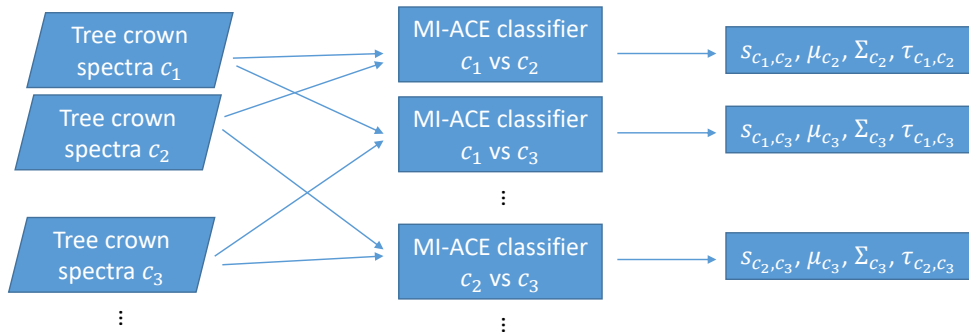 Tree crown
spectra c₁
MI-ACE classifier
c₁ vs c₂
s_{c₁,c₂}, μ_{c₂}, Σ_{c₂}, τ_{c₁,c₂}
Tree crown
spectra c₂
MI-ACE classifier
c₁ vs c₃
s_{c₁,c₃}, μ_{c₃}, Σ_{c₃}, τ_{c₁,c₃}
...
Tree crown
spectra c₃
MI-ACE classifier
c₂ vs c₃
s_{c₂,c₃}, μ_{c₃}, Σ_{c₃}, τ_{c₂,c₃}
...
...